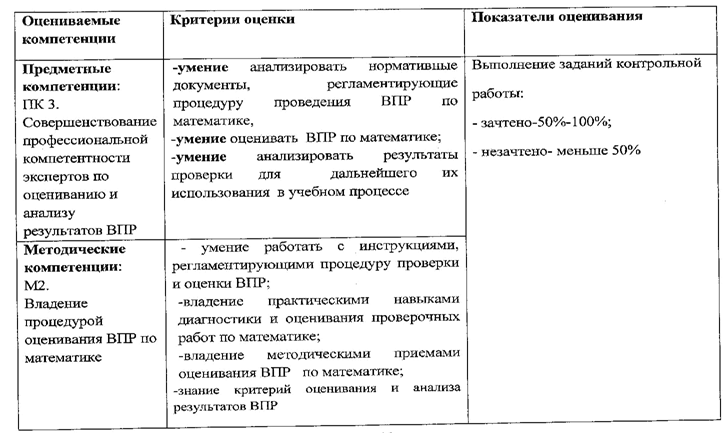 Оцениваемые компетенции
Критерии оценки
Показатели оценивания
Предметные
компетенции:
ПК 3.
Совершенствование
профессиональной
компетентности
экспертов по
оцениванию и
анализу
результатов ВПР
-умение анализировать нормативные
документы, регламентирующие
процедуру проведения ВПР по
математике,
-умение оценивать ВПР по математике;
-умение анализировать результаты
проверки для дальнейшего их
использования в учебном процессе
Выполнение заданий контрольной
работы:
- зачтено-50%-100%;
- незачтено- меньше 50%
Методические
компетенции:
М2.
Владение
процедурой
оценивания ВПР по
математике
- умение работать с инструкциями,
регламентирующими процедуру проверки
и оценки ВПР;
-владение практическими навыками
диагностики и оценивания проверочных
работ по математике;
-владение методическими приемами
оценивания ВПР по математике;
-знание критерий оценивания и анализа
результатов ВПР